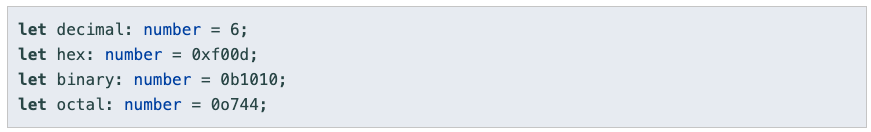 let decimal: number = 6;
let hex: number = 0xf00d;
let binary: number = 0b1010;
let octal: number = 0o744;